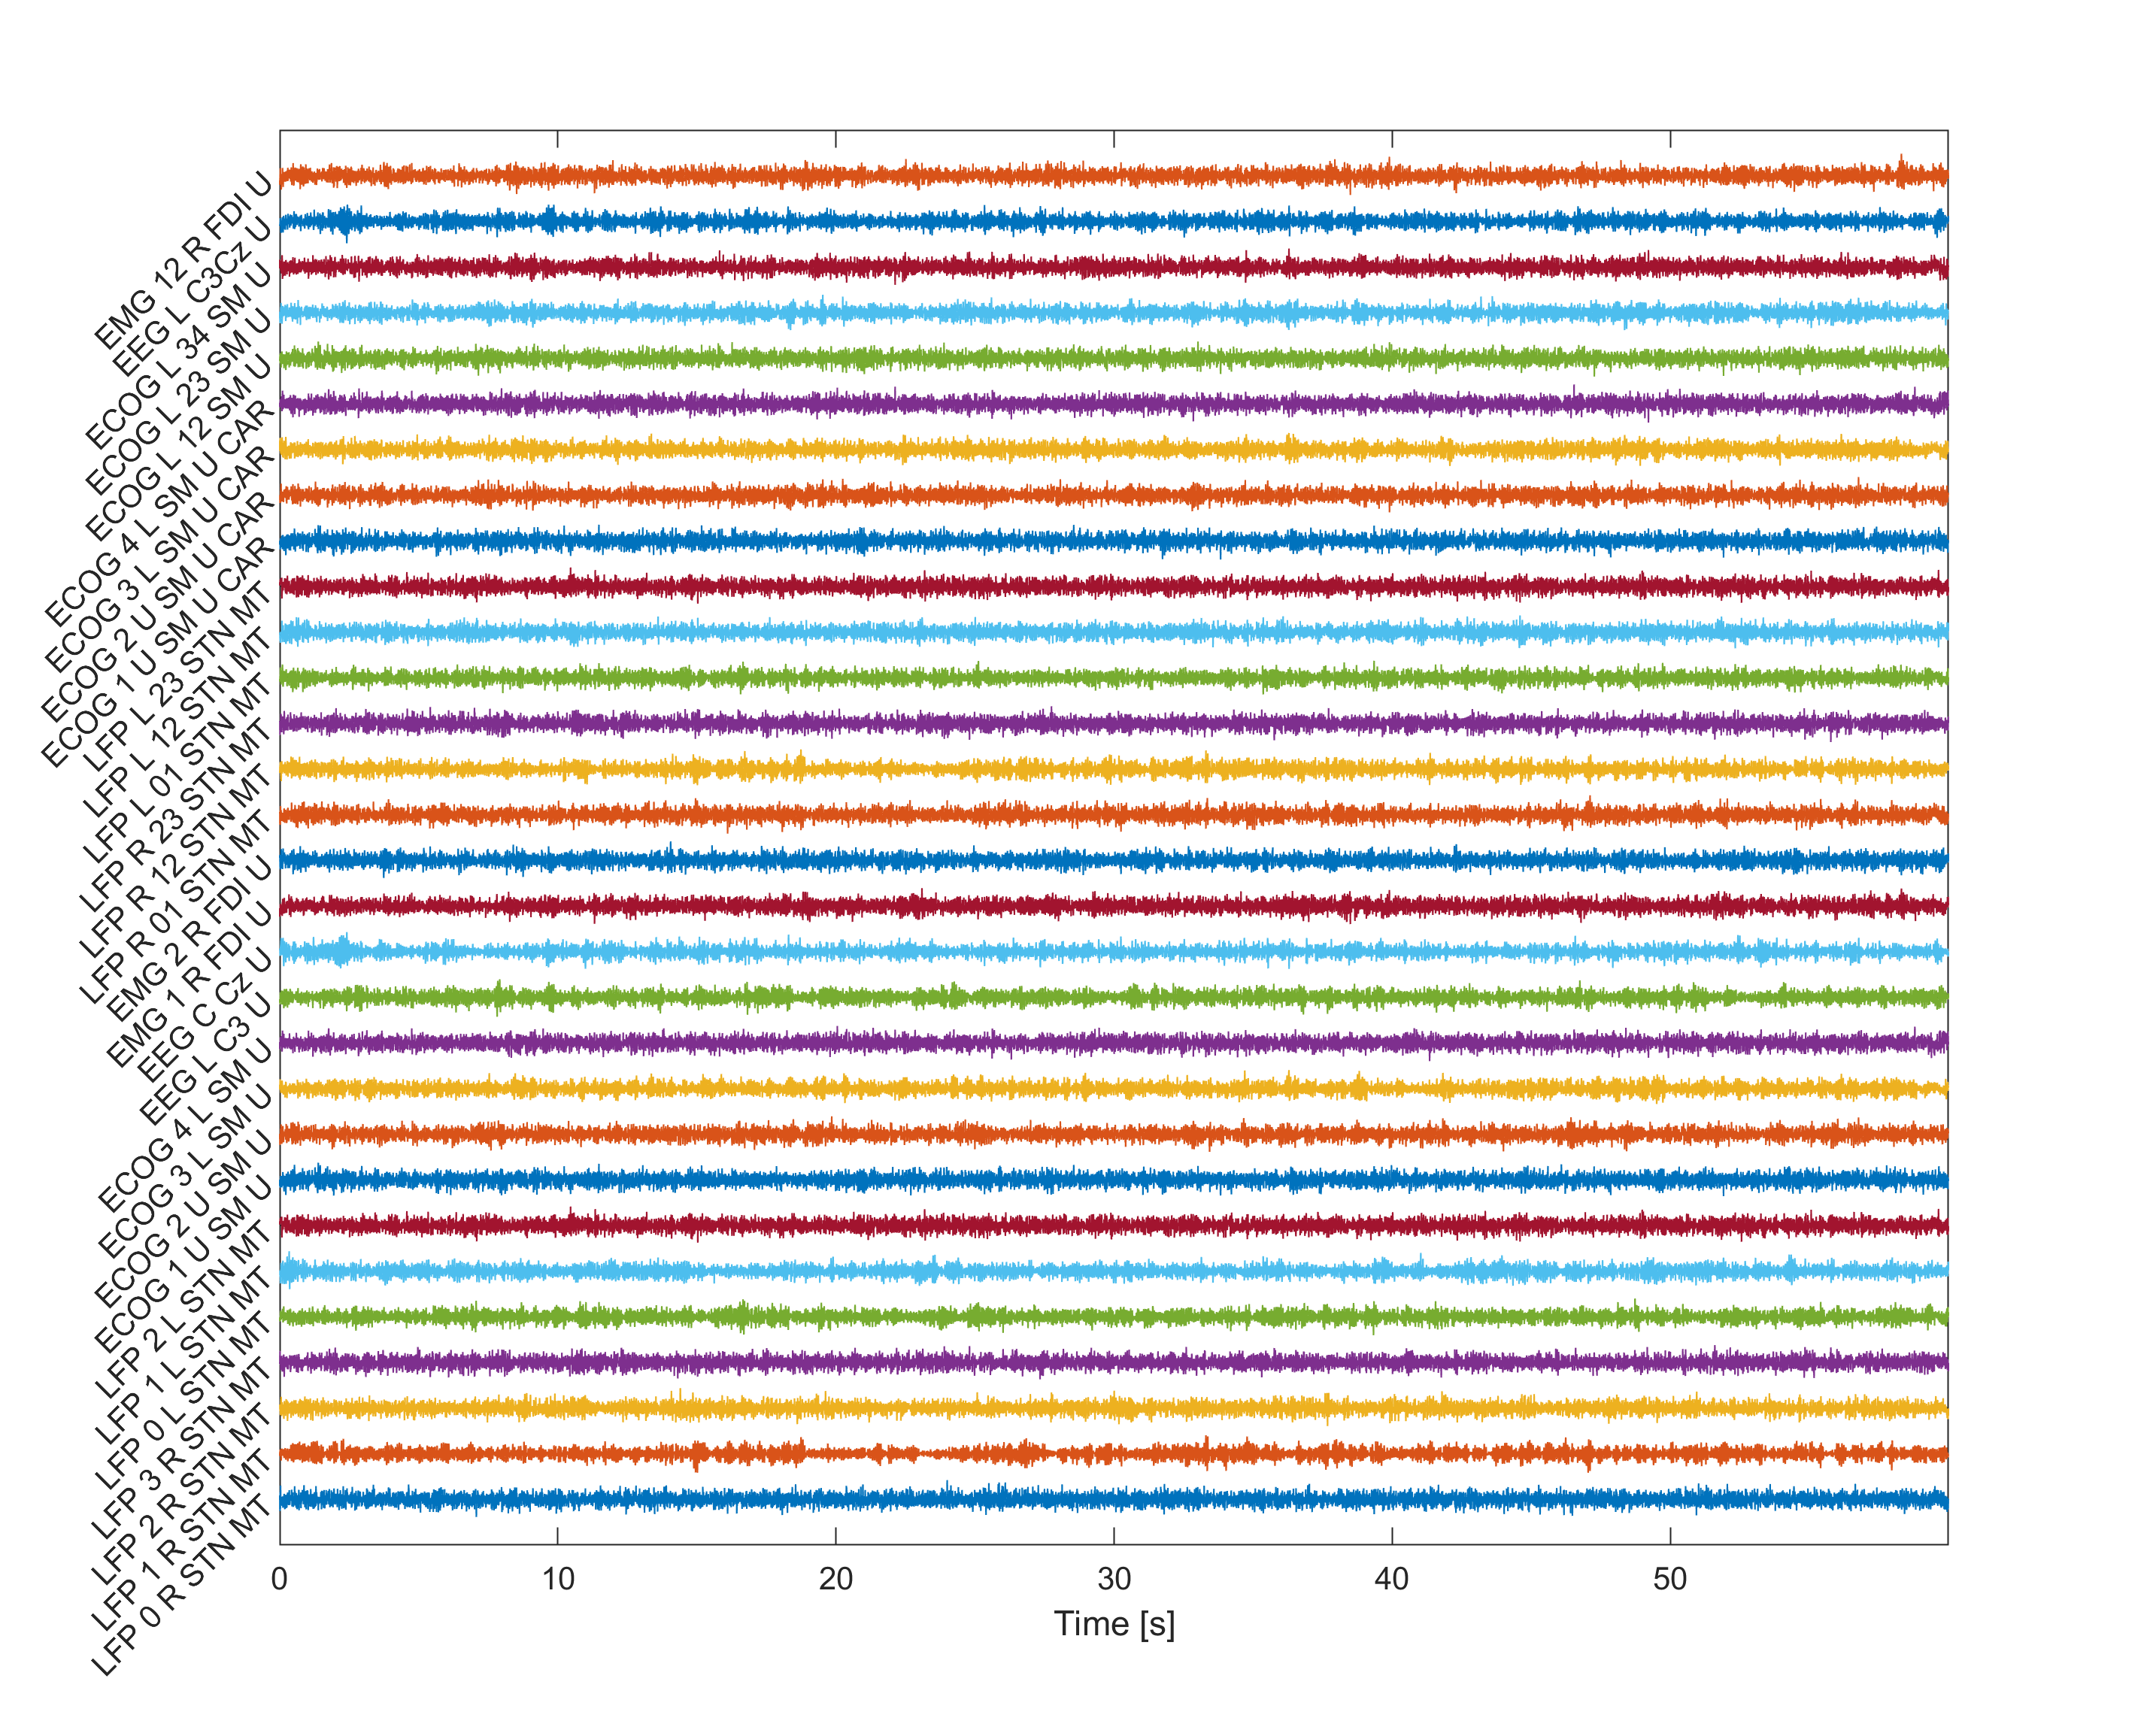 EMG 12 R FDI U
EEG L C3Cz U
ECOG L 34 SM U
ECOG L 23 SM U
ECOG L 12 SM U
ECOG 4 L SM U CAR
ECOG 3 L SM U CAR
ECOG 2 U SM U CAR
ECOG 1 U SM U CAR
LFP L 23 STN MT
LFP L 12 STN MT
LFP L 01 STN MT
LFP R 23 STN MT
LFP R 12 STN MT
LFP R 01 STN MT
EMG 2 R FDI U
EMG 1 R FDI U
EEG C Cz U
EEG L C3 U
ECOG 4 L SM U
ECOG 3 L SM U
ECOG 2 U SM U
ECOG 1 U SM U
LFP 2 L STN MT
LFP 1 L STN MT
LFP 0 L STN MT
LFP 3 R STN MT
LFP 2 R STN MT
LFP 1 R STN MT
LFP 0 R STN MT
0 10 20 30 40 50
Time [s]